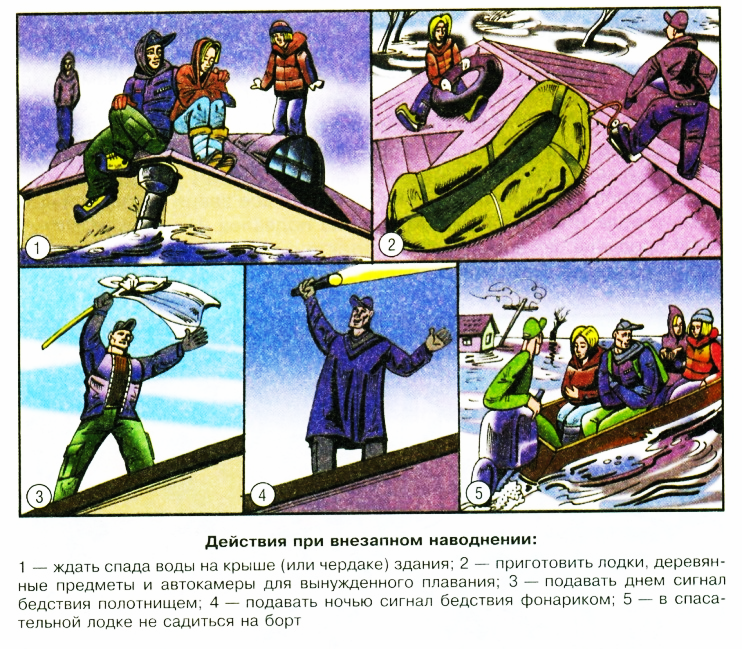 1
2
3
4
5
Действия при внезапном наводнении:
1 — ждать спада воды на крыше (или чердаке) здания; 2 — приготовить лодки, деревян-
ные предметы и автокамеры для вынужденного плавания; 3 — подавать днем сигнал
бедствия полотнищем; 4 — подавать ночью сигнал бедствия фонариком; 5 — в спаса-
тельной лодке не садиться на борт